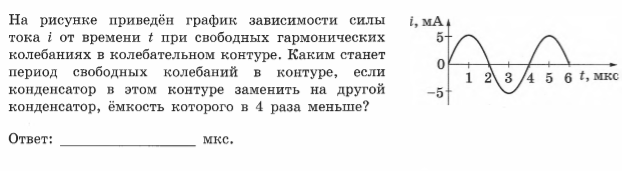 На рисунке приведён график зависимости силы
тока i от времени t при свободных гармонических
колебаниях в колебательном контуре. Каким станет
период свободных колебаний в контуре, если
конденсатор в этом контуре заменить на другой
конденсатор, ёмкость которого в 4 раза меньше?
Ответ: ____________________ мкс.
i, мА
5
0
1 2 3 4 5 6 t, мкс
–5